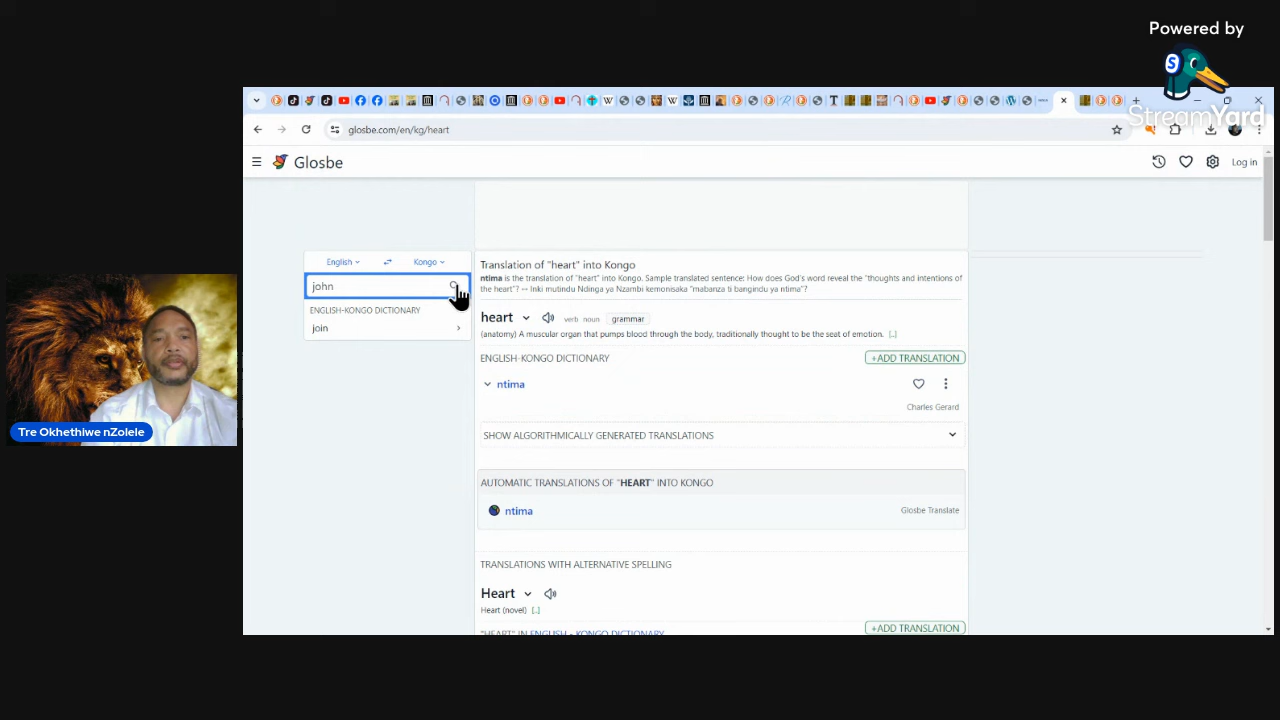 Powered by
StreamYard
glosbe.com/en/kg/heart
Glosbe
Log in
English
Kongo
john
ENGLISH-KONGO DICTIONARY
join
Translation of "heart" into Kongo
ntima is the translation of "heart" into Kongo. Sample translated sentence: How does God's word reveal the "thoughts and intentions of
the heart"? ↔ Inki mutindu Ndinga ya Nzambi kemonisaka "mabanza ti bangindu ya ntima"?
heart verb noun grammar
(anatomy) A muscular organ that pumps blood through the body, traditionally thought to be the seat of emotion. [..]
ENGLISH-KONGO DICTIONARY
+ADD TRANSLATION
ntima
Charles Gerard
SHOW ALGORITHMICALLY GENERATED TRANSLATIONS
AUTOMATIC TRANSLATIONS OF "HEART" INTO KONGO
ntima
Glosbe Translate
TRANSLATIONS WITH ALTERNATIVE SPELLING
Heart
Heart (novel) [..]
"HEART" IN ENGLISH - KONGO DICTIONARY
+ADD TRANSLATION
Tre Okhethiwe nZolele